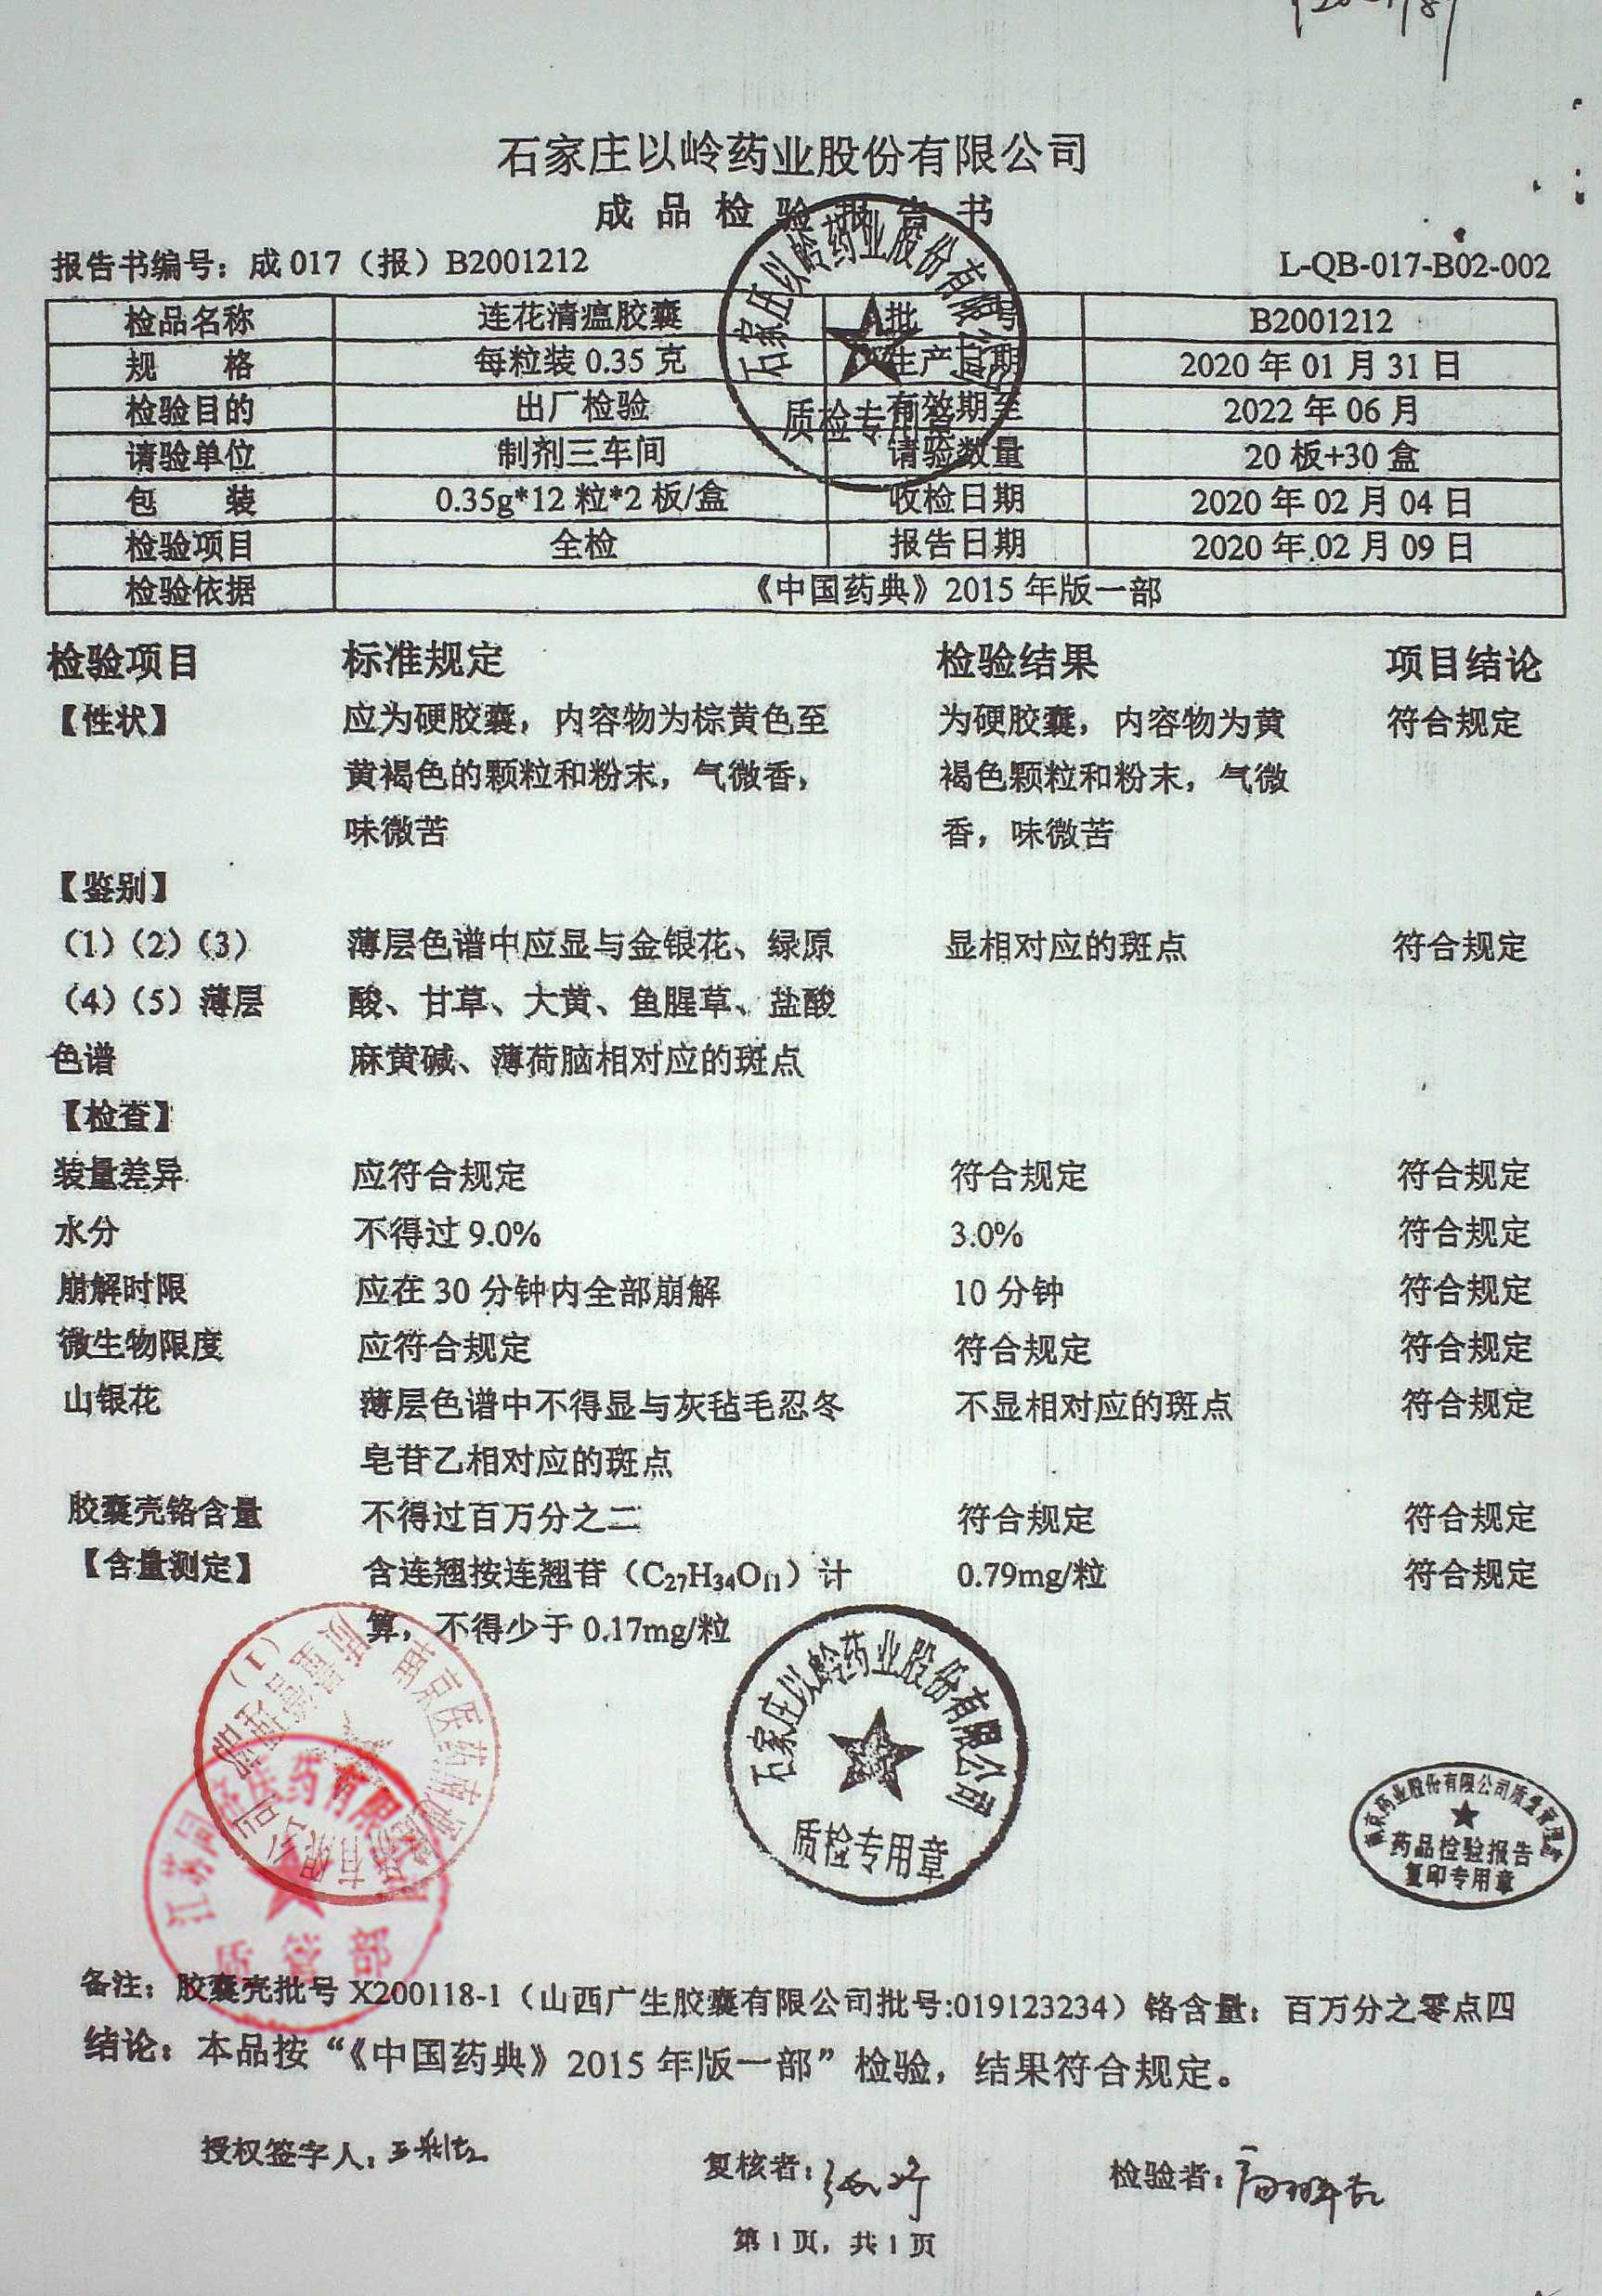 石家庄以岭药业股份有限公司
成品检验报告书
报告书编号：成017（报）B2001212 L-QB-017-B02-002
检品名称 连花清瘟胶囊 批号 B2001212
规格 每粒装0.35克 生产日期 2020年01月31日
检验目的 出厂检验 有效期至 2022年06月
请验单位 制剂三车间 请验数量 20板+30盒
包装 0.35g*12粒*2板/盒 收检日期 2020年02月04日
检验项目 全检 报告日期 2020年02月09日
检验依据 《中国药典》2015年版一部
检验项目 标准规定 检验结果 项目结论
【性状】 应为硬胶囊，内容物为棕黄色至 为硬胶囊，内容物为黄 符合规定
黄褐色的颗粒和粉末，气微香， 褐色颗粒和粉末，气微
味微苦 香，味微苦
【鉴别】
（1）（2）（3） 薄层色谱中应显与金银花、绿原 显相对应的斑点 符合规定
（4）（5）薄层 酸、甘草、大黄、鱼腥草、盐酸
色谱 麻黄碱、薄荷脑相对应的斑点
【检查】
装量差异 应符合规定 符合规定 符合规定
水分 不得过9.0% 3.0% 符合规定
崩解时限 应在30分钟内全部崩解 10分钟 符合规定
微生物限度 应符合规定 符合规定 符合规定
山银花 薄层色谱中不得显与灰毡毛忍冬 不显相对应的斑点 符合规定
皂苷乙相对应的斑点
胶囊壳铬含量 不得过百万分之二 符合规定 符合规定
【含量测定】 含连翘按连翘苷（C₂₇H₃₄O₁₁）计 0.79mg/粒 符合规定
算，不得少于0.17mg/粒
石家庄以岭药业股份有限公司
质检专用章
石家庄以岭药业股份有限公司
质检专用章
药品检验报告
复印专用章
质管部
备注：胶囊壳批号X200118-1（山西广生胶囊有限公司批号:019123234）铬含量：百万分之零点四
结论：本品按“《中国药典》2015年版一部”检验，结果符合规定。
授权签字人： 复核者： 检验者：
第1页，共1页